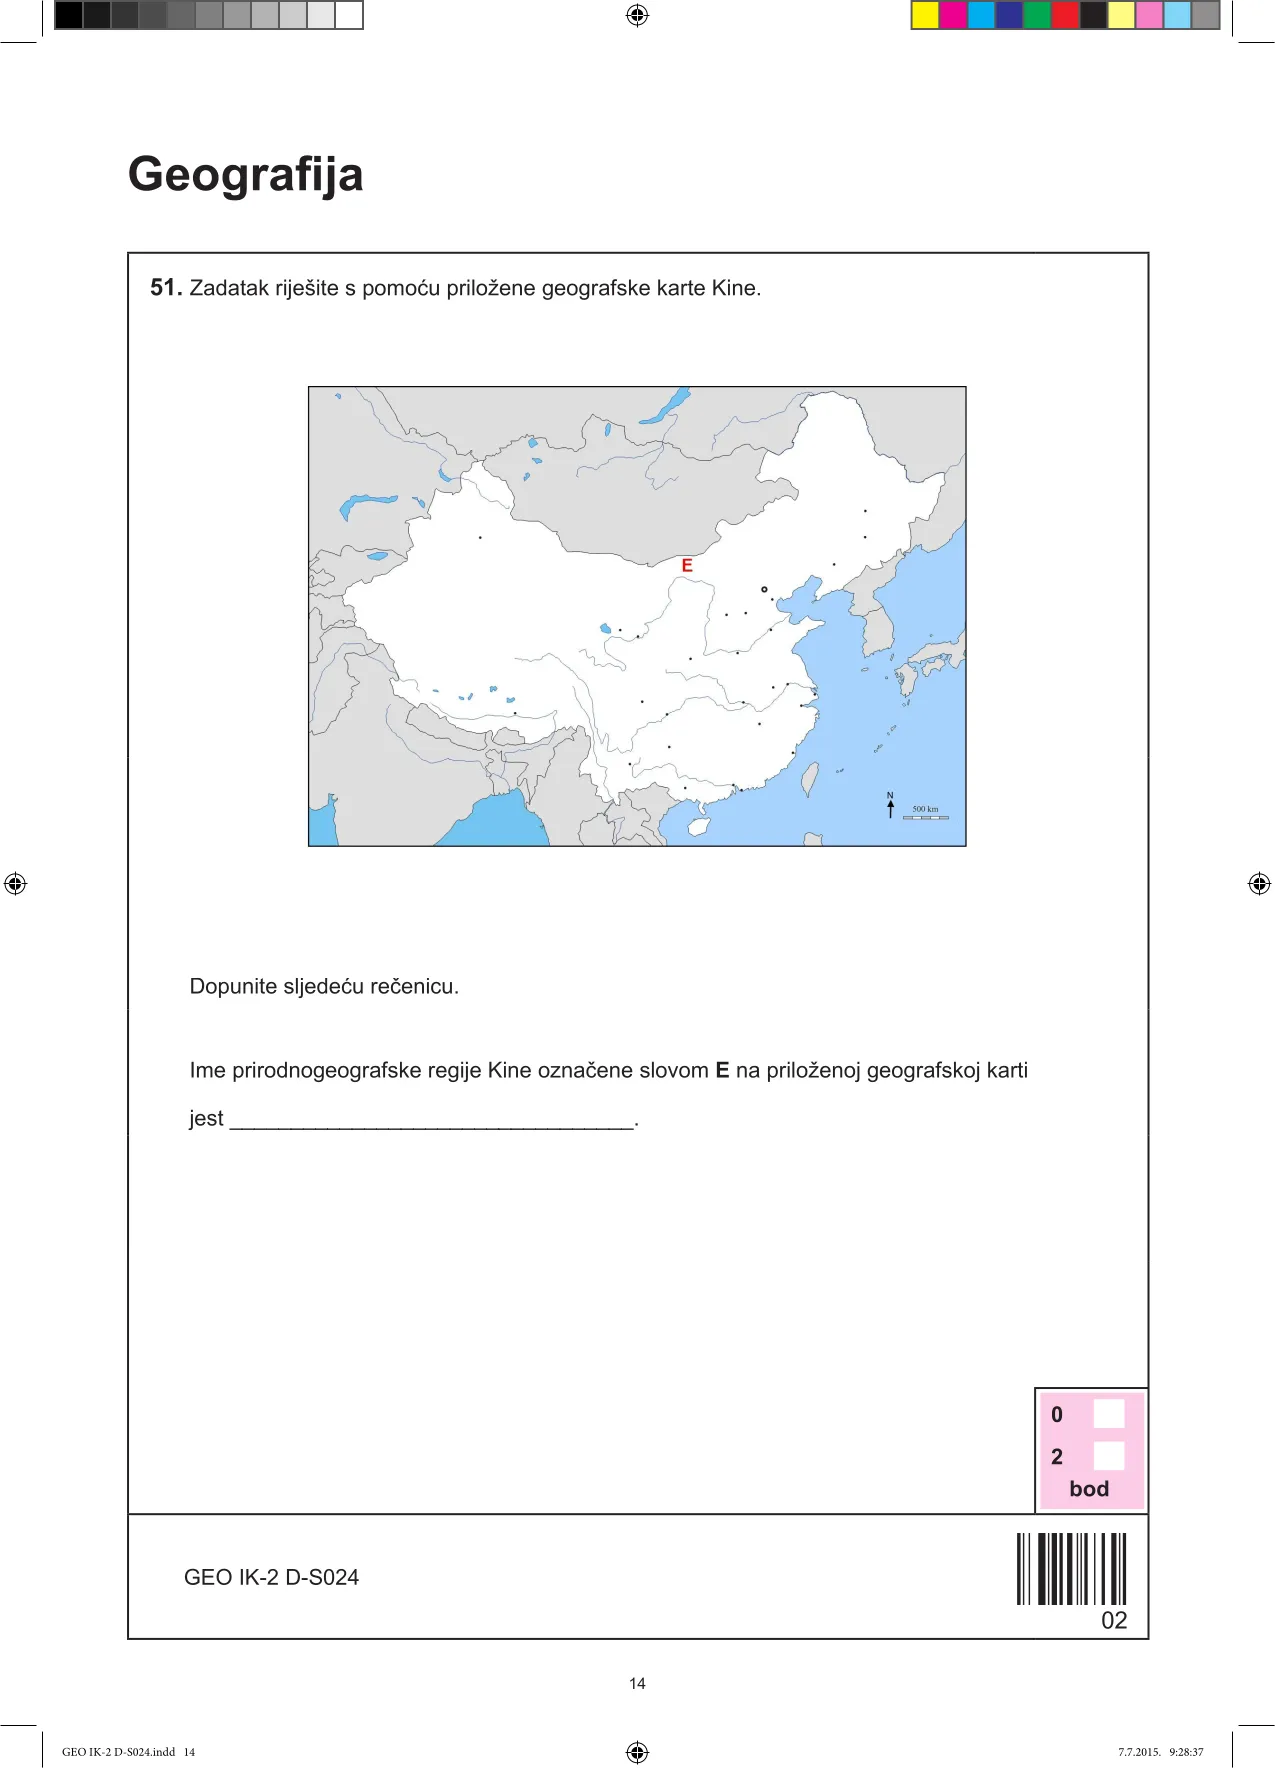 Geografija
51. Zadatak riješite s pomoću priložene geografske karte Kine.
E
N
500 km
Dopunite sljedeću rečenicu.
Ime prirodnogeografske regije Kine označene slovom E na priloženoj geografskoj karti
jest _________________________________.
0
2
bod
GEO IK-2 D-S024
02
14
GEO IK-2 D-S024.indd 14
7.7.2015. 9:28:37